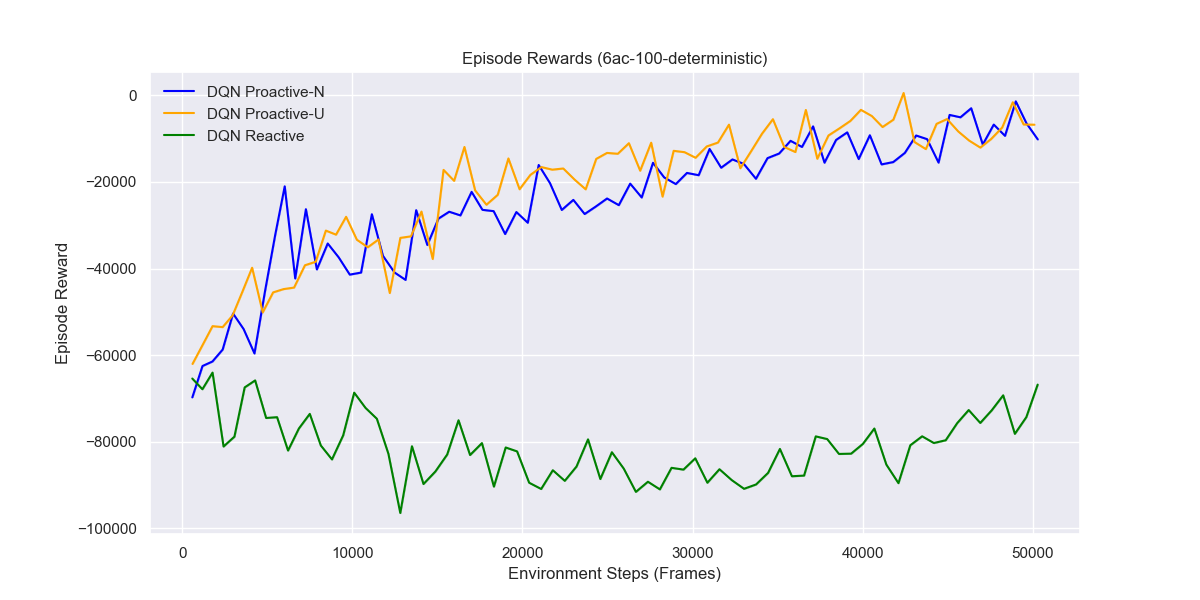 Episode Rewards (6ac-100-deterministic)
DQN Proactive-N
DQN Proactive-U
DQN Reactive
Episode Reward
0
−20000
−40000
−60000
−80000
−100000
0
10000
20000
30000
40000
50000
Environment Steps (Frames)